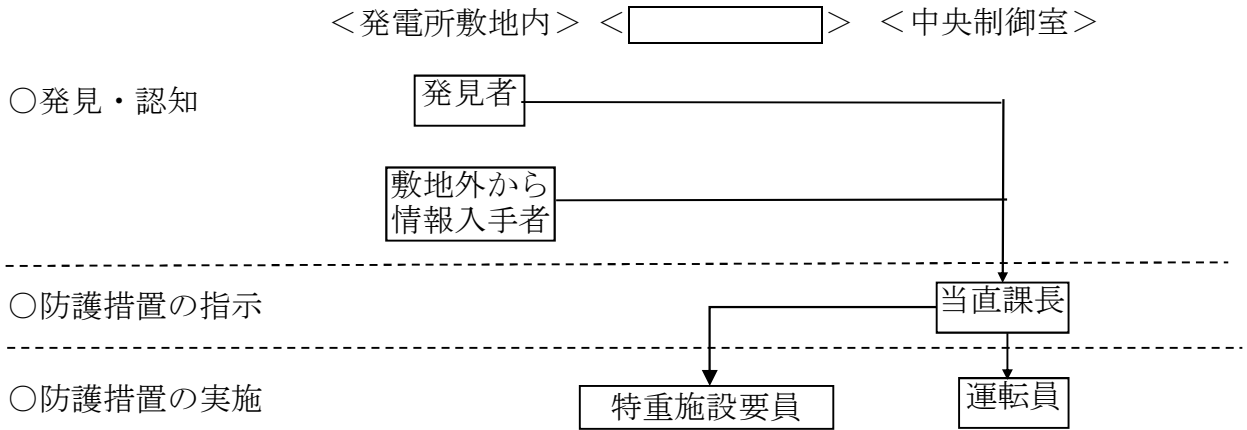 ＜発電所敷地内＞ ＜　　　　　＞ ＜中央制御室＞
○発見・認知
発見者
敷地外から
情報入手者
○防護措置の指示
当直課長
○防護措置の実施
特重施設要員
運転員